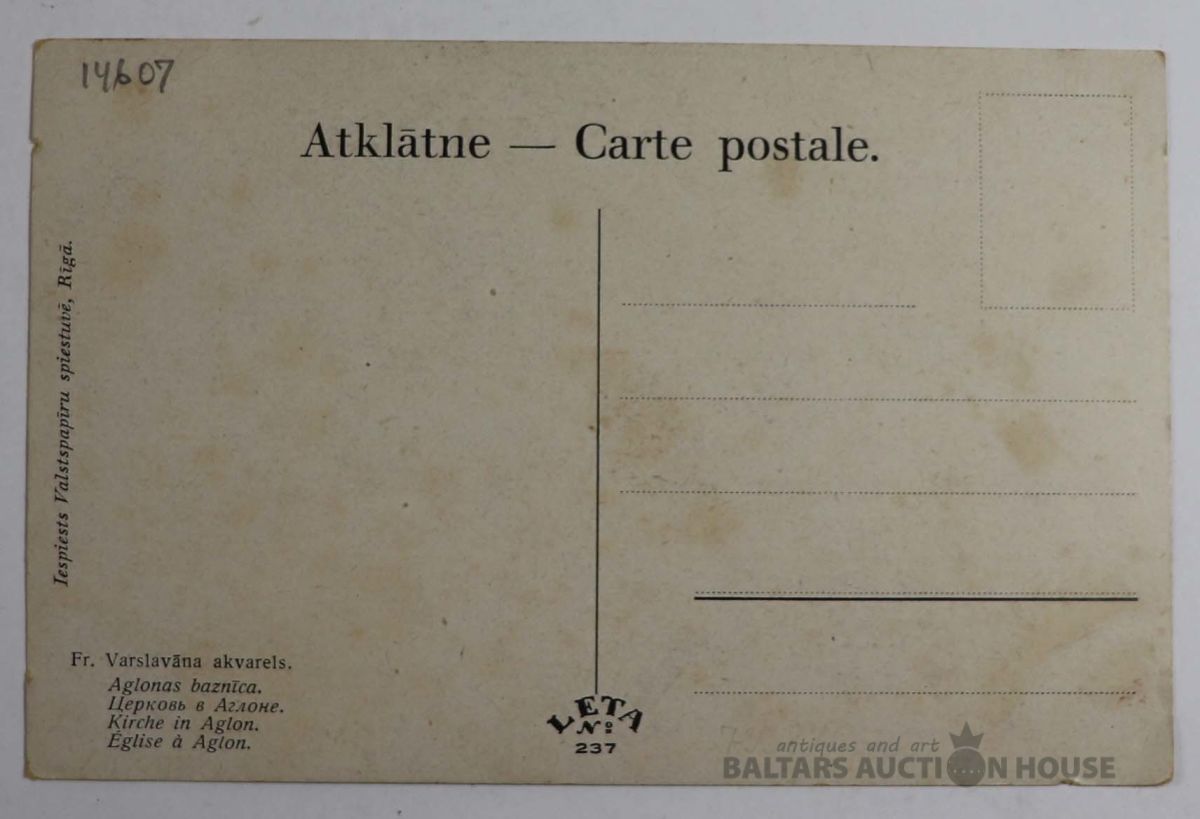 14607
Atklātne — Carte postale.
Iespiests Valstspapīru spiestuvē, Rīgā.
Fr. Varslavāna akvarels.
Aglonas baznīca.
Церковь в Аглоне.
Kirche in Aglon.
Église à Aglon.
LETA
No
237
antiques and art
BALTARS AUCTION HOUSE